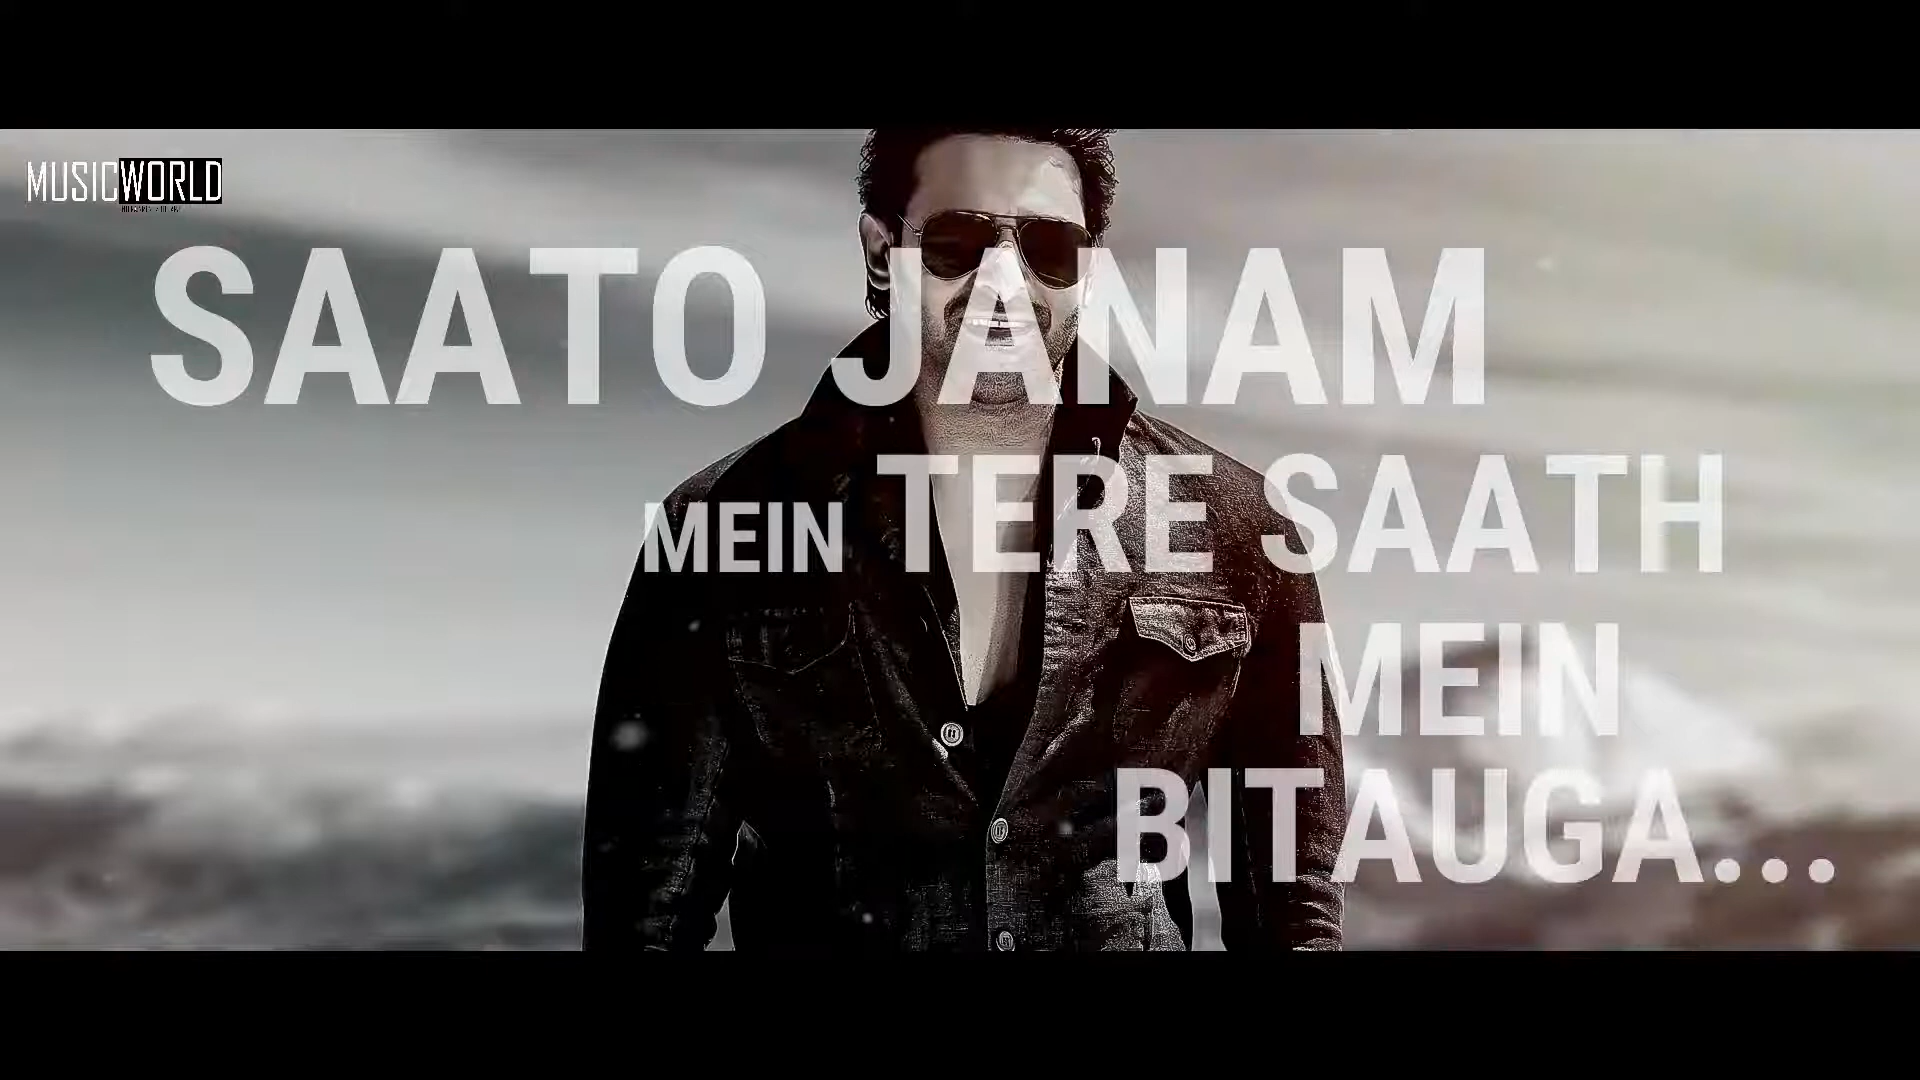 MUSICWORLD
SAATO JANAM
MEIN TERE SAATH
MEIN
BITAUGA...